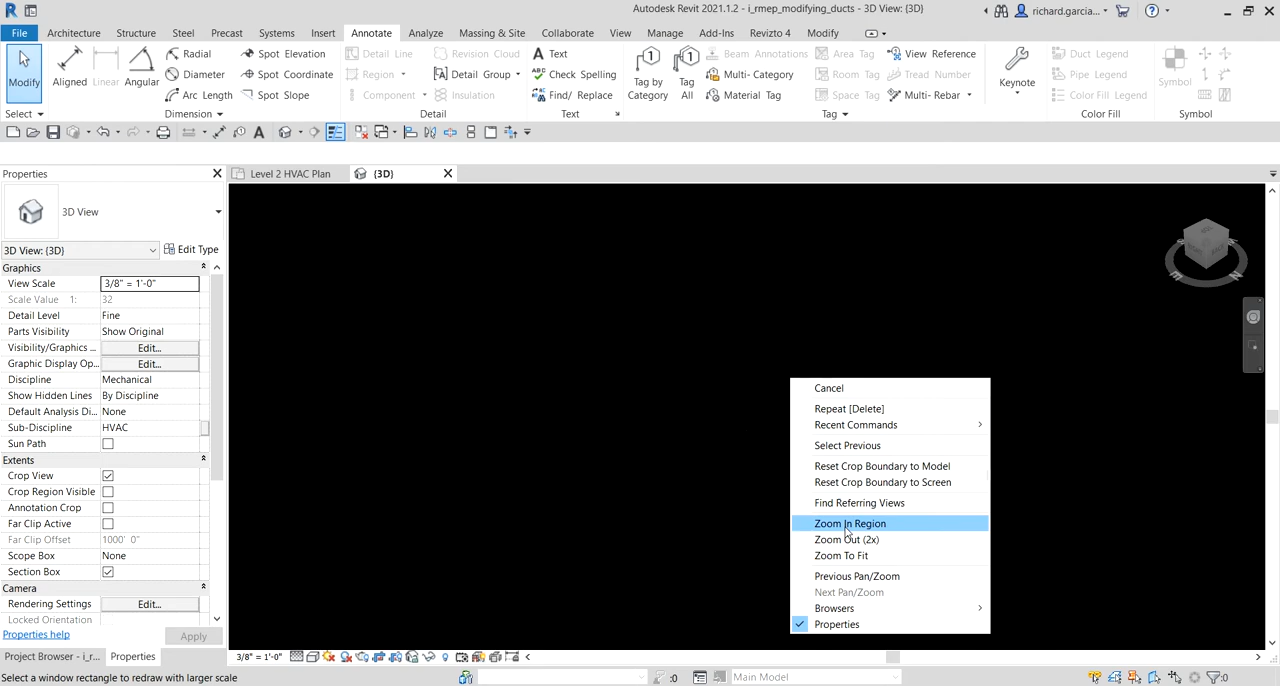 Autodesk Revit 2021.1.2 - i_rmep_modifying_ducts - 3D View: {3D}
richard.garcia...
File Architecture Structure Steel Precast Systems Insert Annotate Analyze Massing & Site Collaborate View Manage Add-Ins Revizto 4 Modify
Modify
Aligned
Linear
Angular
Radial
Diameter
Arc Length
Spot Elevation
Spot Coordinate
Spot Slope
Detail Line
Region
Component
Revision Cloud
Detail Group
Insulation
Text
Check Spelling
Find/ Replace
Tag by
Category
Tag
All
Beam Annotations
Multi- Category
Material Tag
Area Tag
Room Tag
Space Tag
View Reference
Tread Number
Multi- Rebar
Keynote
Duct Legend
Pipe Legend
Color Fill Legend
Symbol
Select Dimension Detail Text Tag Color Fill Symbol
Properties
Level 2 HVAC Plan
{3D}
3D View
3D View: {3D}
Edit Type
Graphics
View Scale 3/8" = 1'-0"
Scale Value 1: 32
Detail Level Fine
Parts Visibility Show Original
Visibility/Graphics ... Edit...
Graphic Display Op... Edit...
Discipline Mechanical
Show Hidden Lines By Discipline
Default Analysis Di... None
Sub-Discipline HVAC
Sun Path
Extents
Crop View
Crop Region Visible
Annotation Crop
Far Clip Active
Far Clip Offset 1000' 0"
Scope Box None
Section Box
Camera
Rendering Settings Edit...
Locked Orientation
Properties help
Apply
Project Browser - i_r... Properties
Cancel
Repeat [Delete]
Recent Commands
Select Previous
Reset Crop Boundary to Model
Reset Crop Boundary to Screen
Find Referring Views
Zoom In Region
Zoom Out (2x)
Zoom To Fit
Previous Pan/Zoom
Next Pan/Zoom
Browsers
Properties
3/8" = 1'-0"
Select a window rectangle to redraw with larger scale
:0
Main Model
:0